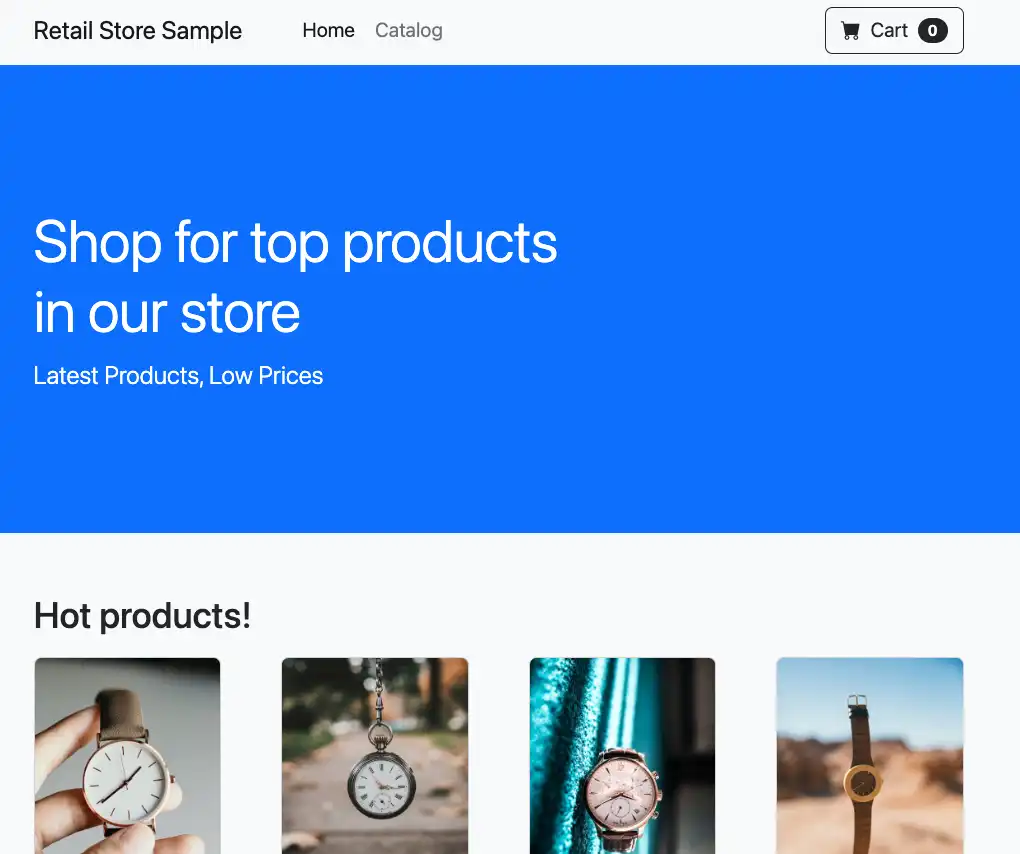 Retail Store Sample Home Catalog Cart 0
Shop for top products
in our store
Latest Products, Low Prices
Hot products!